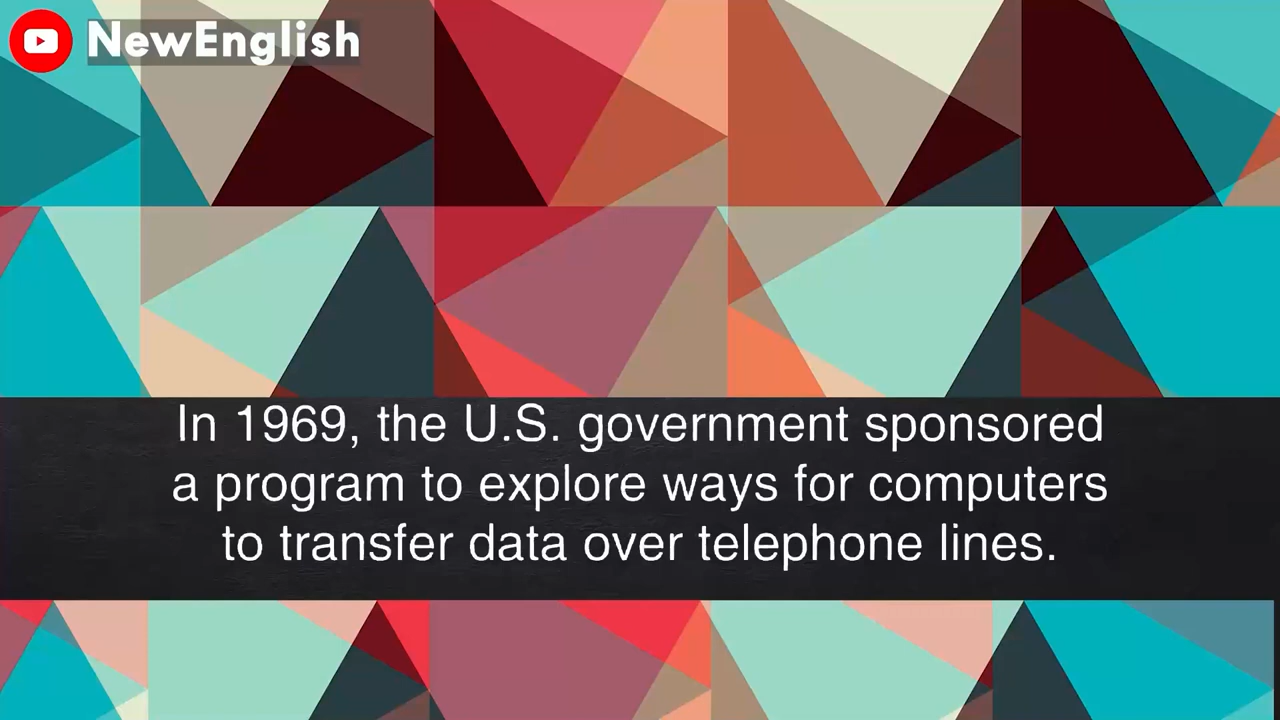 NewEnglish
In 1969, the U.S. government sponsored
a program to explore ways for computers
to transfer data over telephone lines.